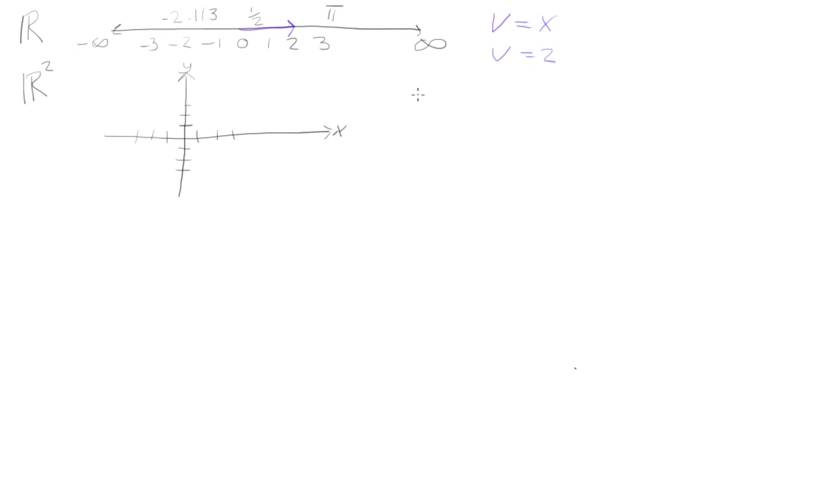 -2.113 1/2 π
ℝ
-∞ -3 -2 -1 0 1 2 3 ∞
V = x
V = 2
ℝ²
y
x